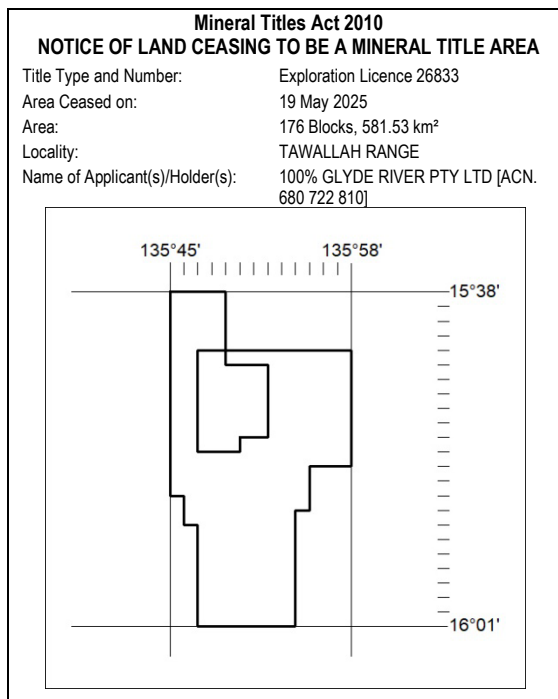 Mineral Titles Act 2010
NOTICE OF LAND CEASING TO BE A MINERAL TITLE AREA
Title Type and Number: Exploration Licence 26833
Area Ceased on: 19 May 2025
Area: 176 Blocks, 581.53 km²
Locality: TAWALLAH RANGE
Name of Applicant(s)/Holder(s): 100% GLYDE RIVER PTY LTD [ACN.
680 722 810]
135°45' 135°58'
15°38'
16°01'